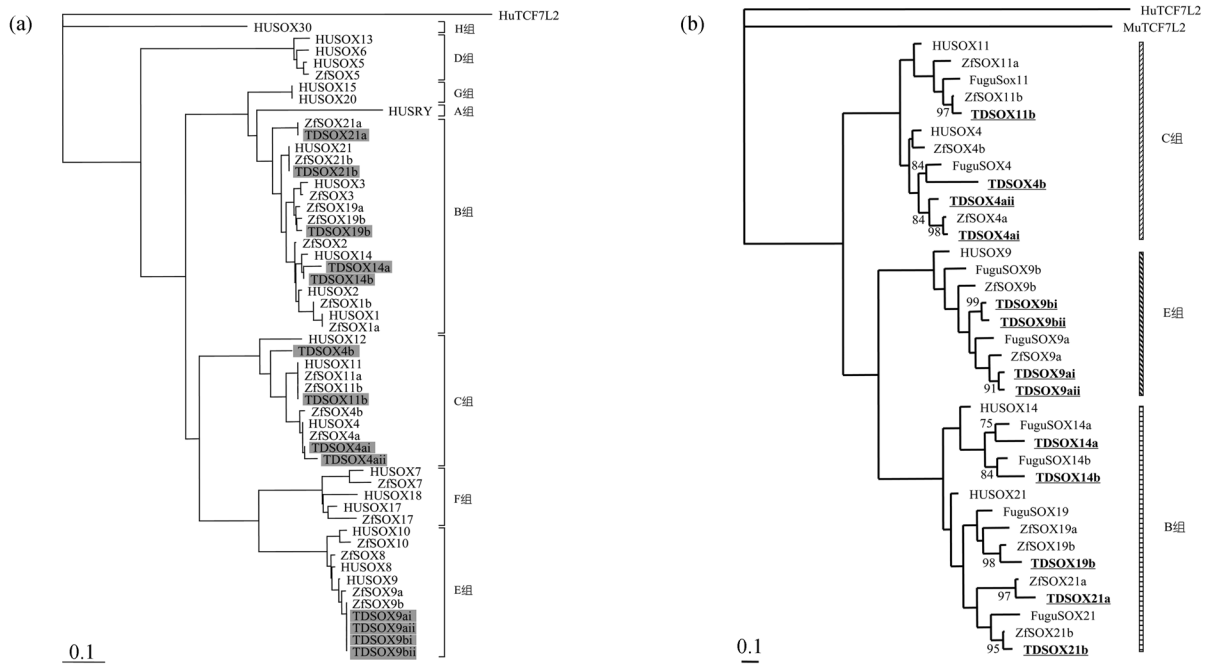 (a)
HuTCF7L2
HUSOX30
H组
HUSOX13
HUSOX6
HUSOX5
ZfSOX5
D组
HUSOX15
HUSOX20
G组
HUSRY
A组
ZfSOX21a
TDSOX21a
HUSOX21
ZfSOX21b
TDSOX21b
HUSOX3
ZfSOX3
ZfSOX19a
ZfSOX19b
TDSOX19b
ZfSOX2
HUSOX14
TDSOX14a
TDSOX14b
HUSOX2
ZfSOX1b
HUSOX1
ZfSOX1a
B组
HUSOX12
TDSOX4b
HUSOX11
ZfSOX11a
ZfSOX11b
TDSOX11b
ZfSOX4b
HUSOX4
ZfSOX4a
TDSOX4ai
TDSOX4aii
C组
HUSOX7
ZfSOX7
HUSOX18
HUSOX17
ZfSOX17
F组
HUSOX10
ZfSOX10
ZfSOX8
HUSOX8
HUSOX9
ZfSOX9a
ZfSOX9b
TDSOX9ai
TDSOX9aii
TDSOX9bi
TDSOX9bii
E组
0.1
(b)
HuTCF7L2
MuTCF7L2
HUSOX11
ZfSOX11a
FuguSox11
ZfSOX11b
97
TDSOX11b
HUSOX4
ZfSOX4b
84
FuguSOX4
TDSOX4b
TDSOX4aii
84
ZfSOX4a
98
TDSOX4ai
C组
HUSOX9
FuguSOX9b
ZfSOX9b
99
TDSOX9bi
TDSOX9bii
FuguSOX9a
ZfSOX9a
TDSOX9ai
91
TDSOX9aii
E组
HUSOX14
75
FuguSOX14a
TDSOX14a
FuguSOX14b
84
TDSOX14b
HUSOX21
FuguSOX19
ZfSOX19a
ZfSOX19b
98
TDSOX19b
ZfSOX21a
97
TDSOX21a
FuguSOX21
ZfSOX21b
95
TDSOX21b
B组
0.1